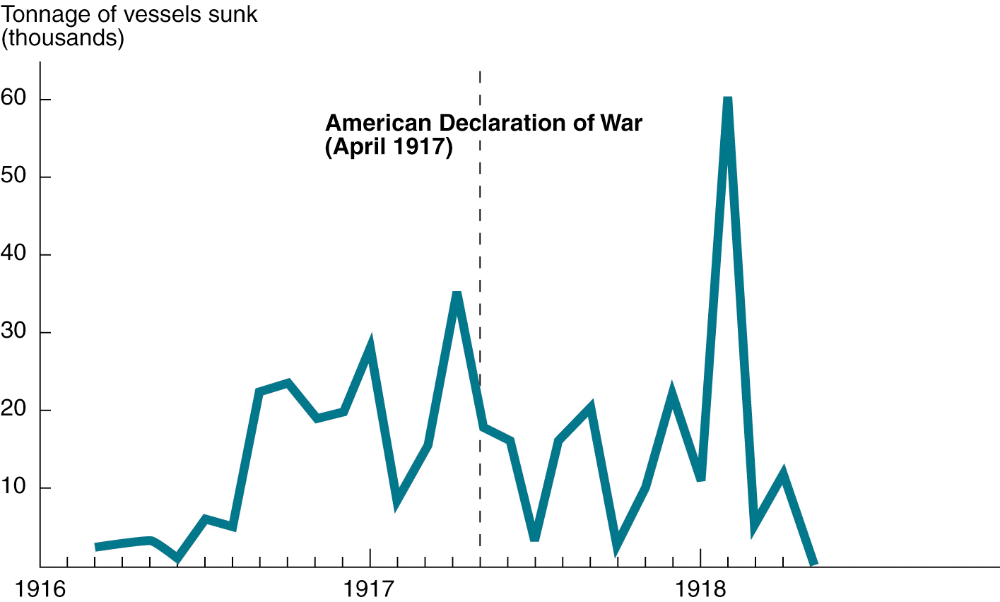 Tonnage of vessels sunk
(thousands)
60
American Declaration of War
(April 1917)
50
40
30
20
10
1916
1917
1918